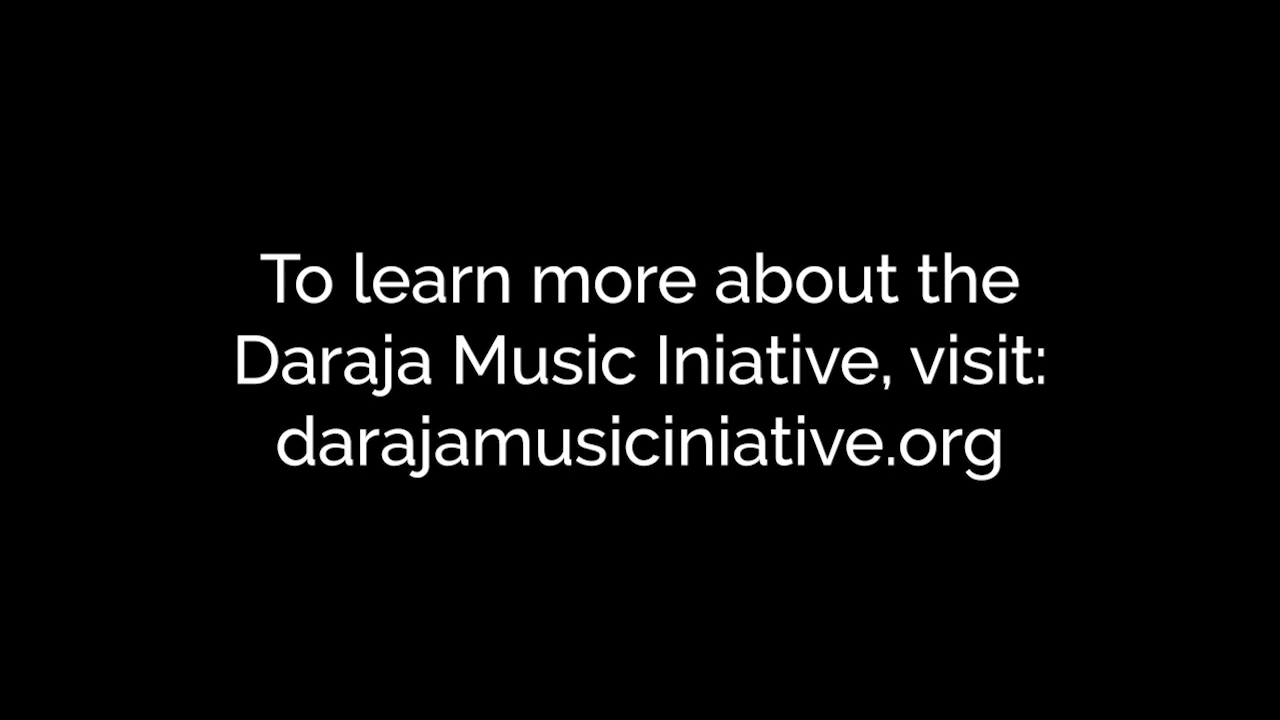 To learn more about the
Daraja Music Iniative, visit:
darajamusiciniative.org